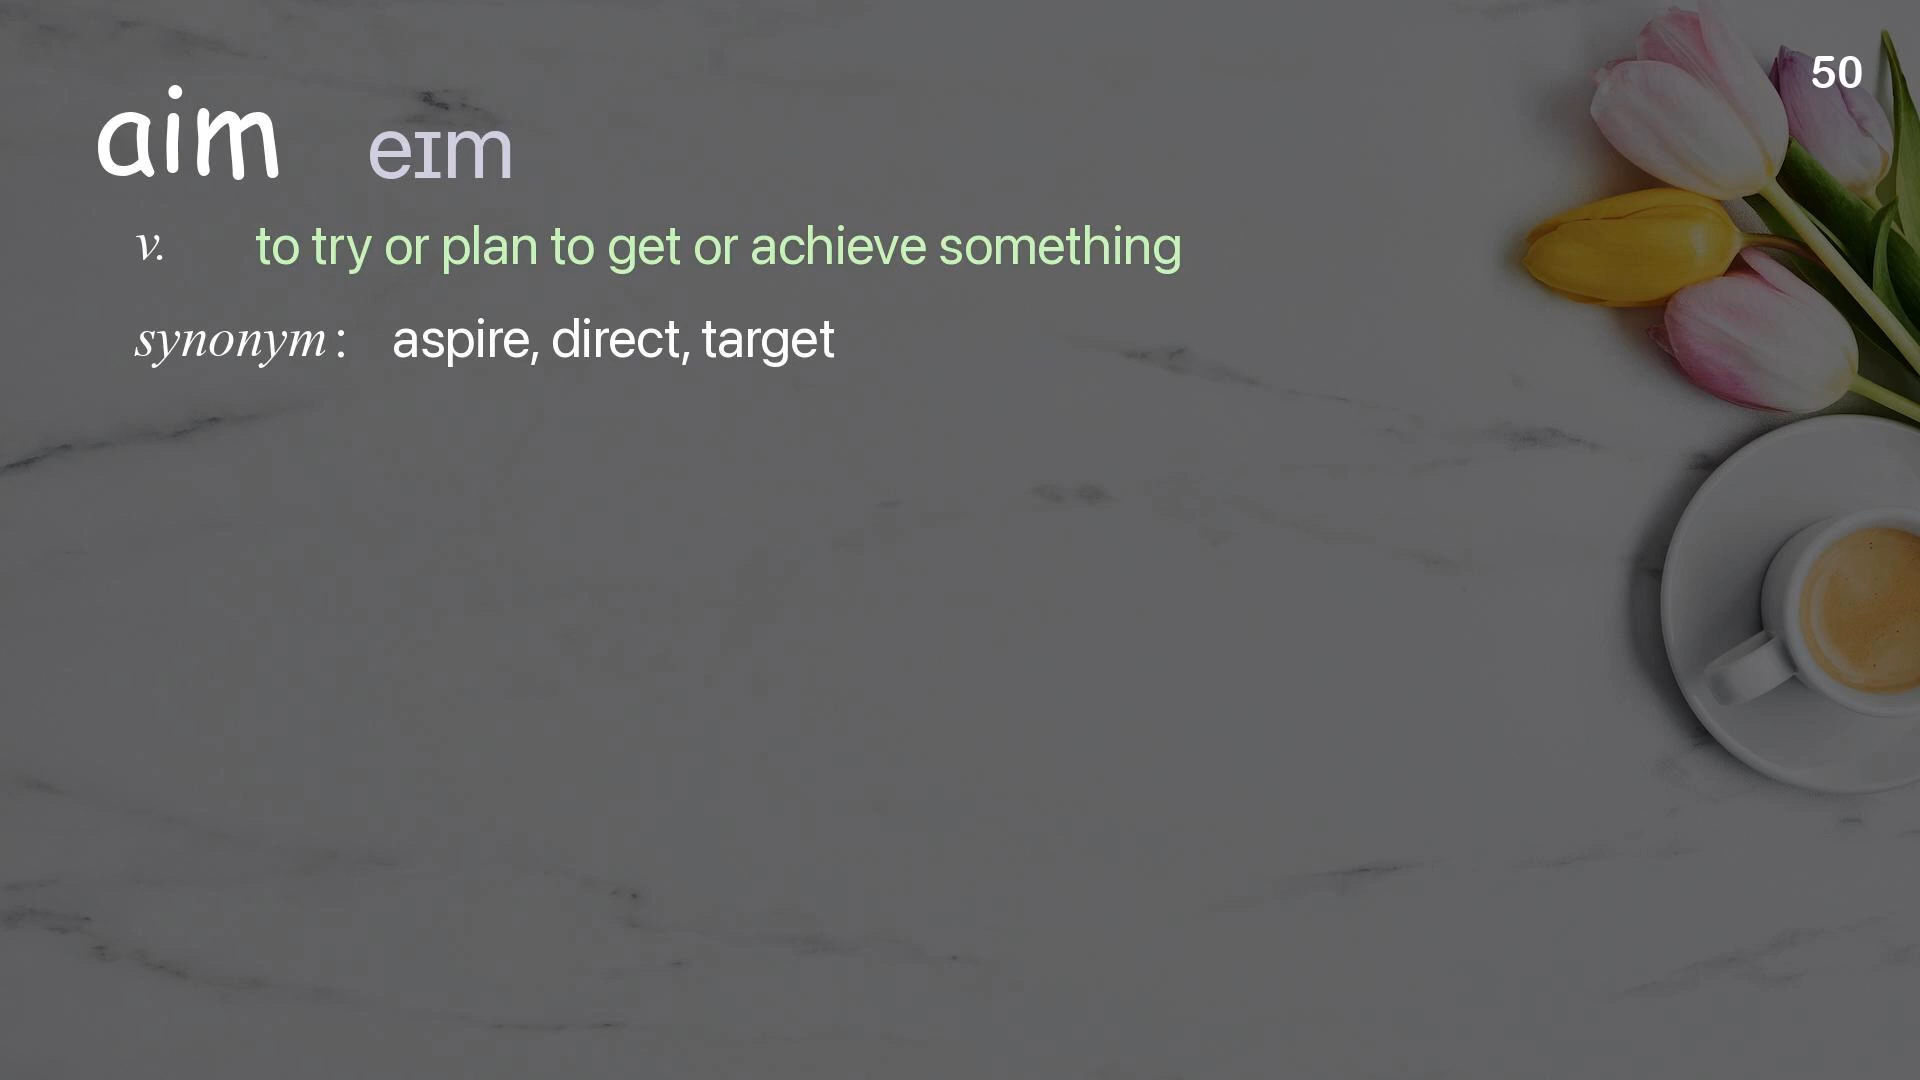 50
aim eɪm
v. to try or plan to get or achieve something
synonym: aspire, direct, target